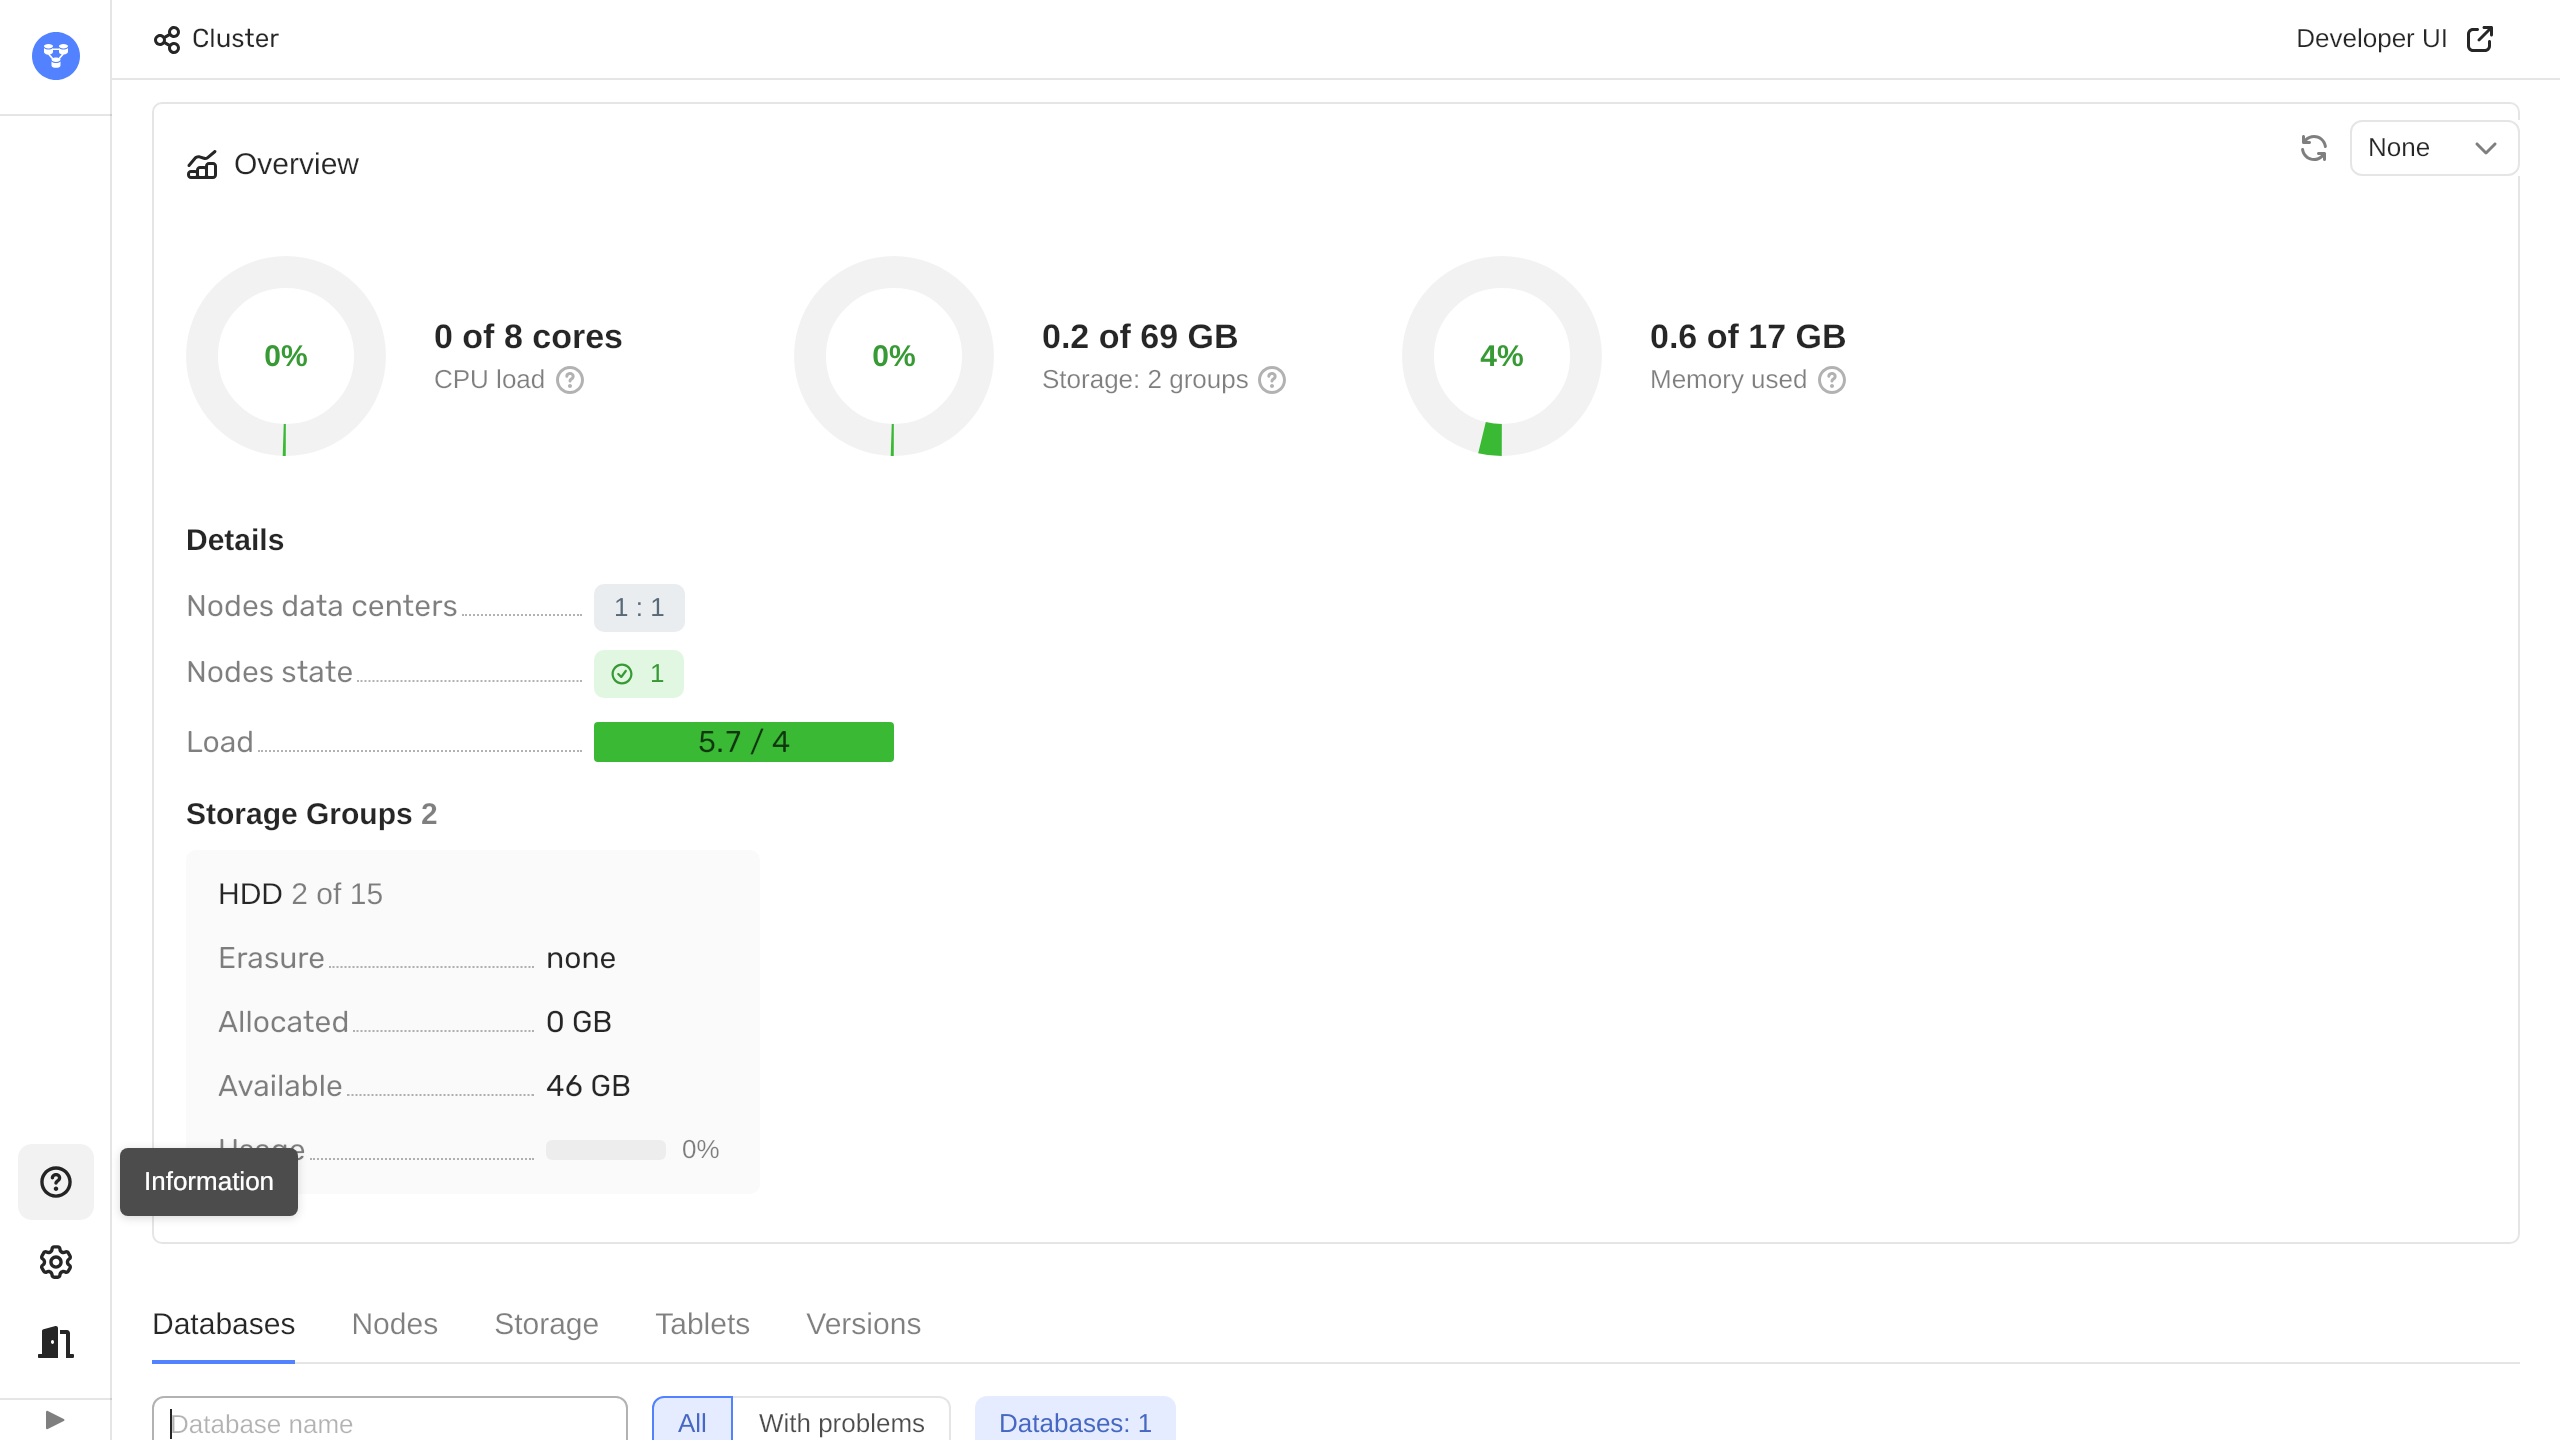 Cluster
Developer UI
Overview
None
0%
0 of 8 cores
CPU load
0%
0.2 of 69 GB
Storage: 2 groups
4%
0.6 of 17 GB
Memory used
Details
Nodes data centers
1 : 1
Nodes state
1
Load
5.7 / 4
Storage Groups 2
HDD 2 of 15
Erasure
none
Allocated
0 GB
Available
46 GB
Usage
0%
Information
Databases
Nodes
Storage
Tablets
Versions
Database name
All
With problems
Databases: 1